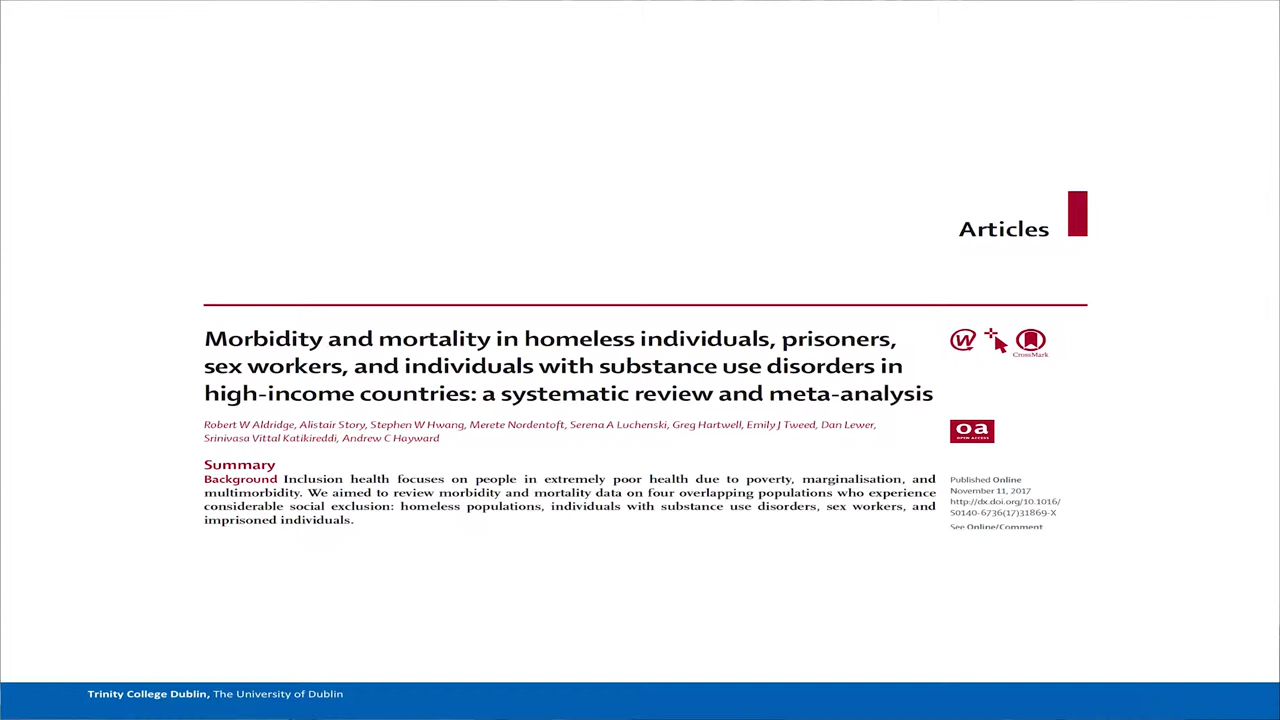 Articles
Morbidity and mortality in homeless individuals, prisoners,
sex workers, and individuals with substance use disorders in
high-income countries: a systematic review and meta-analysis
CrossMark
Robert W Aldridge, Alistair Story, Stephen W Hwang, Merete Nordentoft, Serena A Luchenski, Greg Hartwell, Emily J Tweed, Dan Lewer,
Srinivasa Vittal Katikireddi, Andrew C Hayward
oa
OPEN ACCESS
Summary
Background Inclusion health focuses on people in extremely poor health due to poverty, marginalisation, and
multimorbidity. We aimed to review morbidity and mortality data on four overlapping populations who experience
considerable social exclusion: homeless populations, individuals with substance use disorders, sex workers, and
imprisoned individuals.
Published Online
November 11, 2017
http://dx.doi.org/10.1016/
S0140-6736(17)31869-X
See Online/Comment
Trinity College Dublin, The University of Dublin